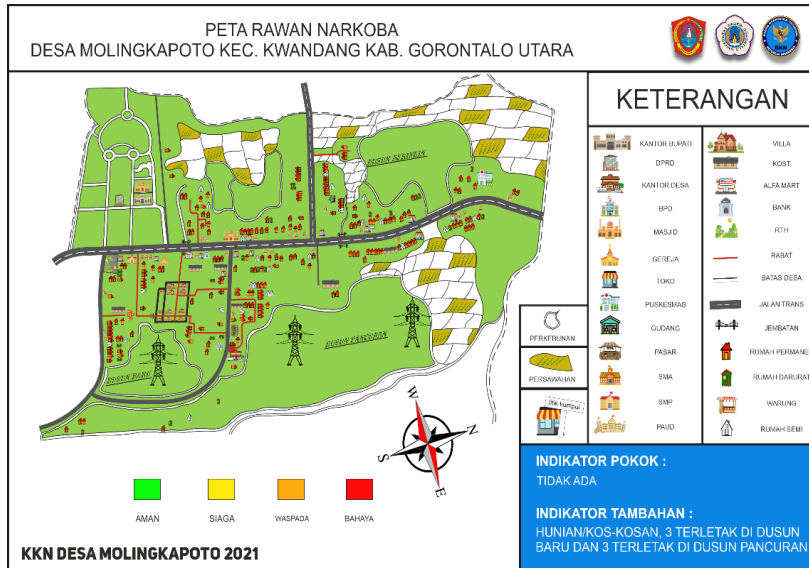 PETA RAWAN NARKOBA
DESA MOLINGKAPOTO KEC. KWANDANG KAB. GORONTALO UTARA
BNN
KETERANGAN
KANTOR BUPATI
DPRD
KANTOR DESA
BPD
MASJID
GEREJA
TOKO
PUSKESMAS
GUDANG
PASAR
SMA
SMP
PAUD
VILLA
KOST
ALFA MART
BANK
RTH
RABAT
BATAS DESA
JALAN TRANS
JEMBATAN
RUMAH PERMANE
RUMAH DARURAT
WARUNG
RUMAH SEMI
DUSUN
DUSUN PANCURAN
DUSUN BARU
PERKEBUNAN
PERSAWAHAN
titik kumpul
W
N
S
E
AMAN
SIAGA
WASPADA
BAHAYA
INDIKATOR POKOK :
TIDAK ADA
INDIKATOR TAMBAHAN :
HUNIAN/KOS-KOSAN, 3 TERLETAK DI DUSUN
BARU DAN 3 TERLETAK DI DUSUN PANCURAN
KKN DESA MOLINGKAPOTO 2021